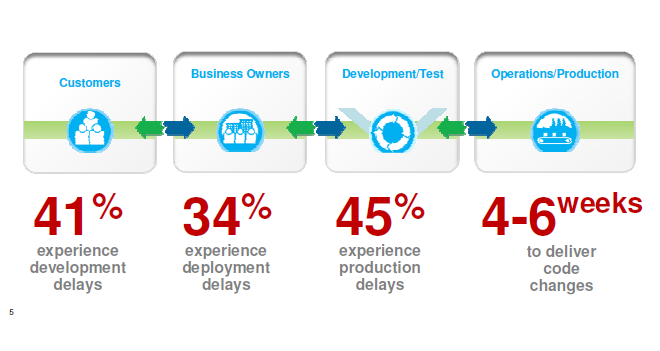 Customers
Business Owners
Development/Test
Operations/Production
41%
experience
development
delays
34%
experience
deployment
delays
45%
experience
production
delays
4-6weeks
to deliver
code
changes
5